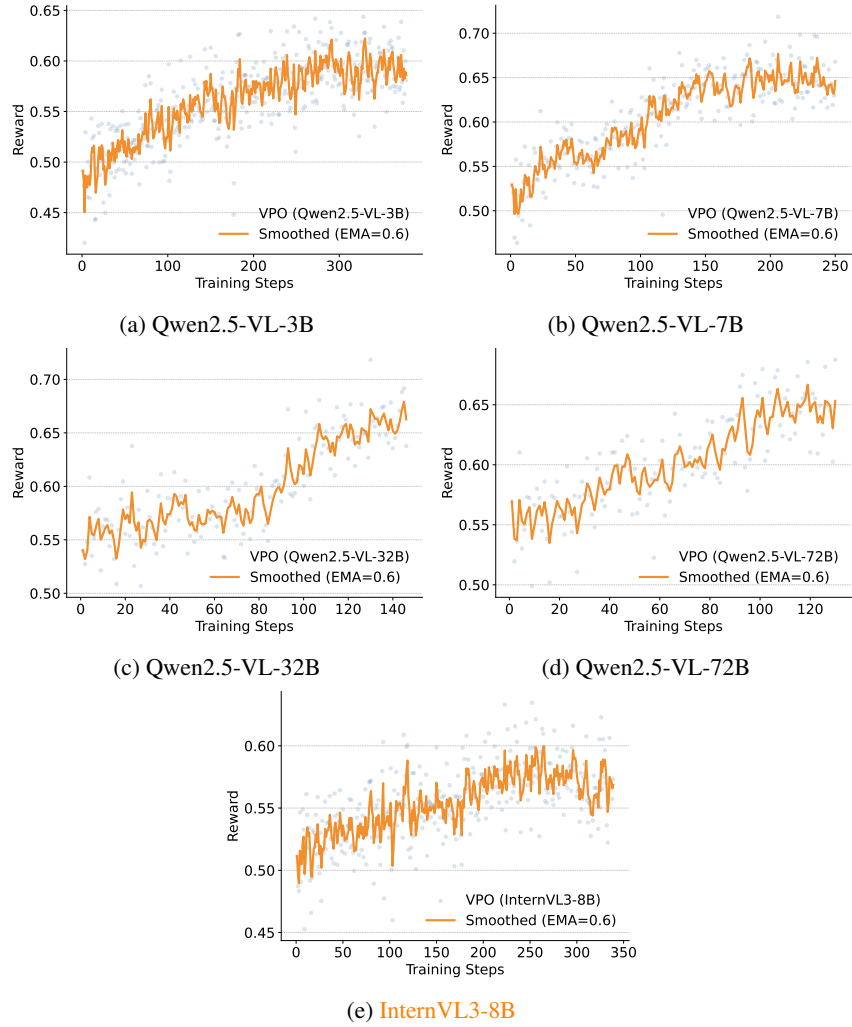 0.65
0.60
0.55
0.50
0.45
Reward
VPO (Qwen2.5-VL-3B)
Smoothed (EMA=0.6)
0 100 200 300
Training Steps
(a) Qwen2.5-VL-3B
0.70
0.65
0.60
0.55
0.50
Reward
VPO (Qwen2.5-VL-7B)
Smoothed (EMA=0.6)
0 50 100 150 200 250
Training Steps
(b) Qwen2.5-VL-7B
0.70
0.65
0.60
0.55
0.50
Reward
VPO (Qwen2.5-VL-32B)
Smoothed (EMA=0.6)
0 20 40 60 80 100 120 140
Training Steps
(c) Qwen2.5-VL-32B
0.65
0.60
0.55
0.50
Reward
VPO (Qwen2.5-VL-72B)
Smoothed (EMA=0.6)
0 20 40 60 80 100 120
Training Steps
(d) Qwen2.5-VL-72B
0.60
0.55
0.50
0.45
Reward
VPO (InternVL3-8B)
Smoothed (EMA=0.6)
0 50 100 150 200 250 300 350
Training Steps
(e) InternVL3-8B